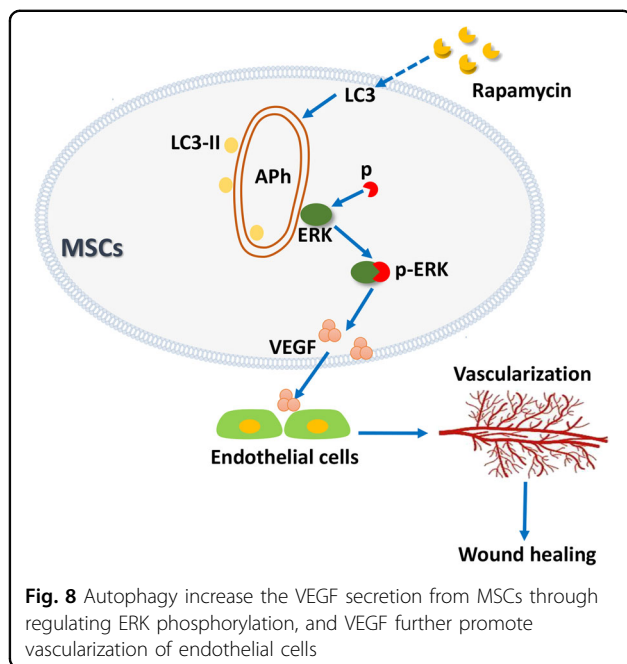 Rapamycin
LC3
LC3-II
APh
p
ERK
MSCs
p-ERK
VEGF
Vascularization
Endothelial cells
Wound healing
Fig. 8 Autophagy increase the VEGF secretion from MSCs through
regulating ERK phosphorylation, and VEGF further promote
vascularization of endothelial cells